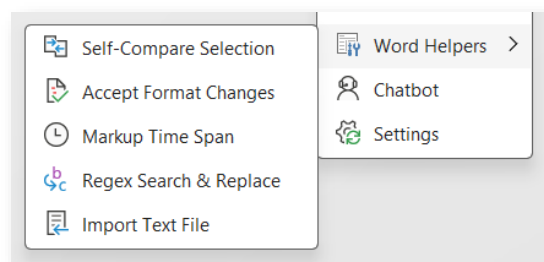 Self-Compare Selection
Accept Format Changes
Markup Time Span
Regex Search & Replace
Import Text File
Word Helpers
Chatbot
Settings